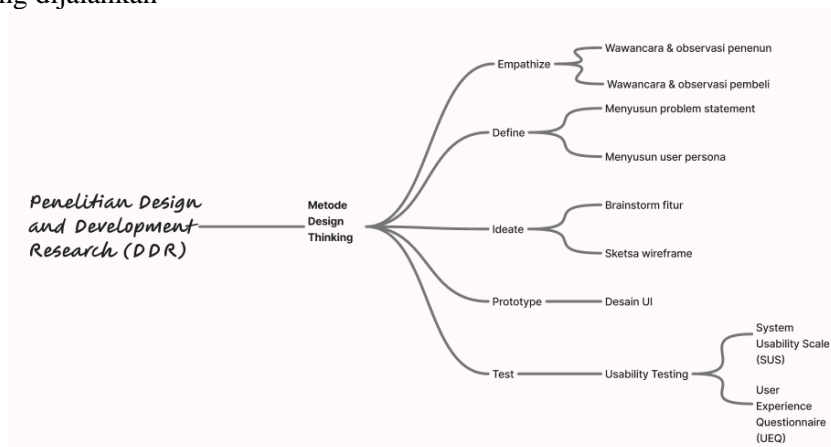 ng dijalankan
Penelitian Design
and Development
Research (DDR)
Metode
Design
Thinking
Empathize
Wawancara & observasi penenun
Wawancara & observasi pembeli
Define
Menyusun problem statement
Menyusun user persona
Ideate
Brainstorm fitur
Sketsa wireframe
Prototype
Desain UI
Test
Usability Testing
System
Usability Scale
(SUS)
User
Experience
Questionnaire
(UEQ)